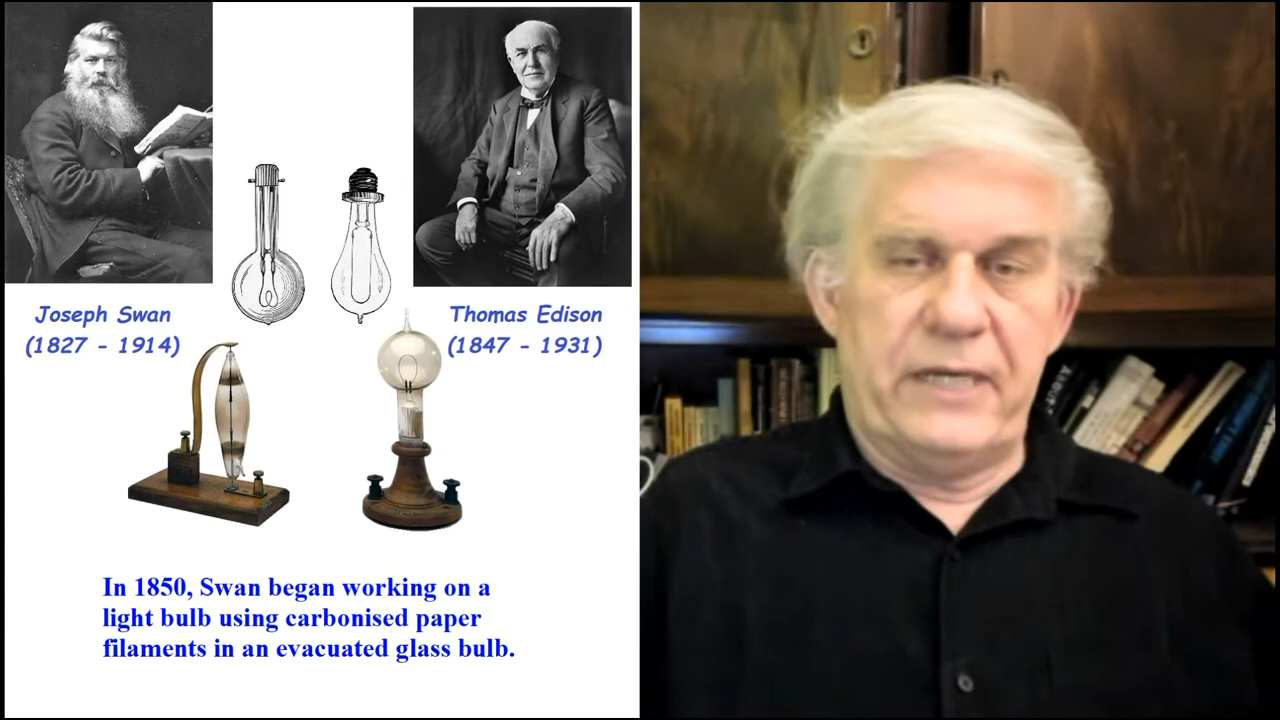 Joseph Swan
(1827 - 1914)
Thomas Edison
(1847 - 1931)
In 1850, Swan began working on a
light bulb using carbonised paper
filaments in an evacuated glass bulb.
ABOUT